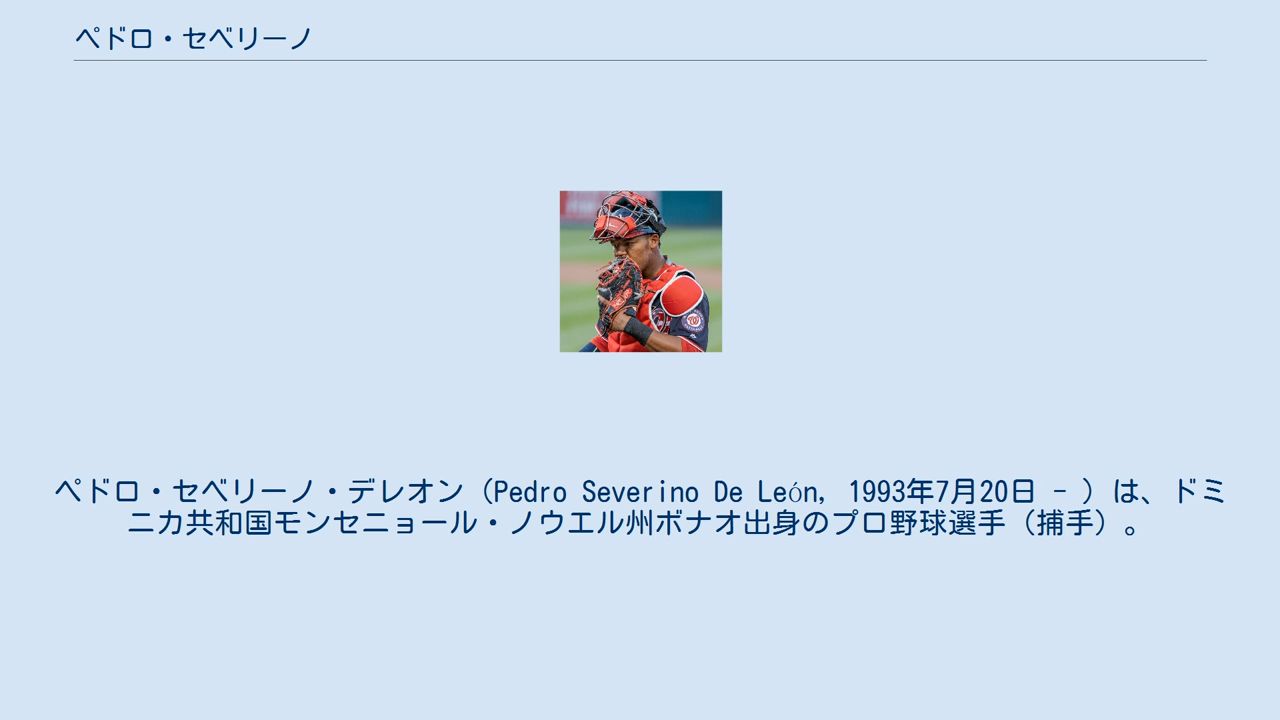 ペドロ・セベリーノ
ペドロ・セベリーノ・デレオン（Pedro Severino De León, 1993年7月20日 - ）は、ドミ
ニカ共和国モンセニョール・ノウエル州ボナオ出身のプロ野球選手（捕手）。